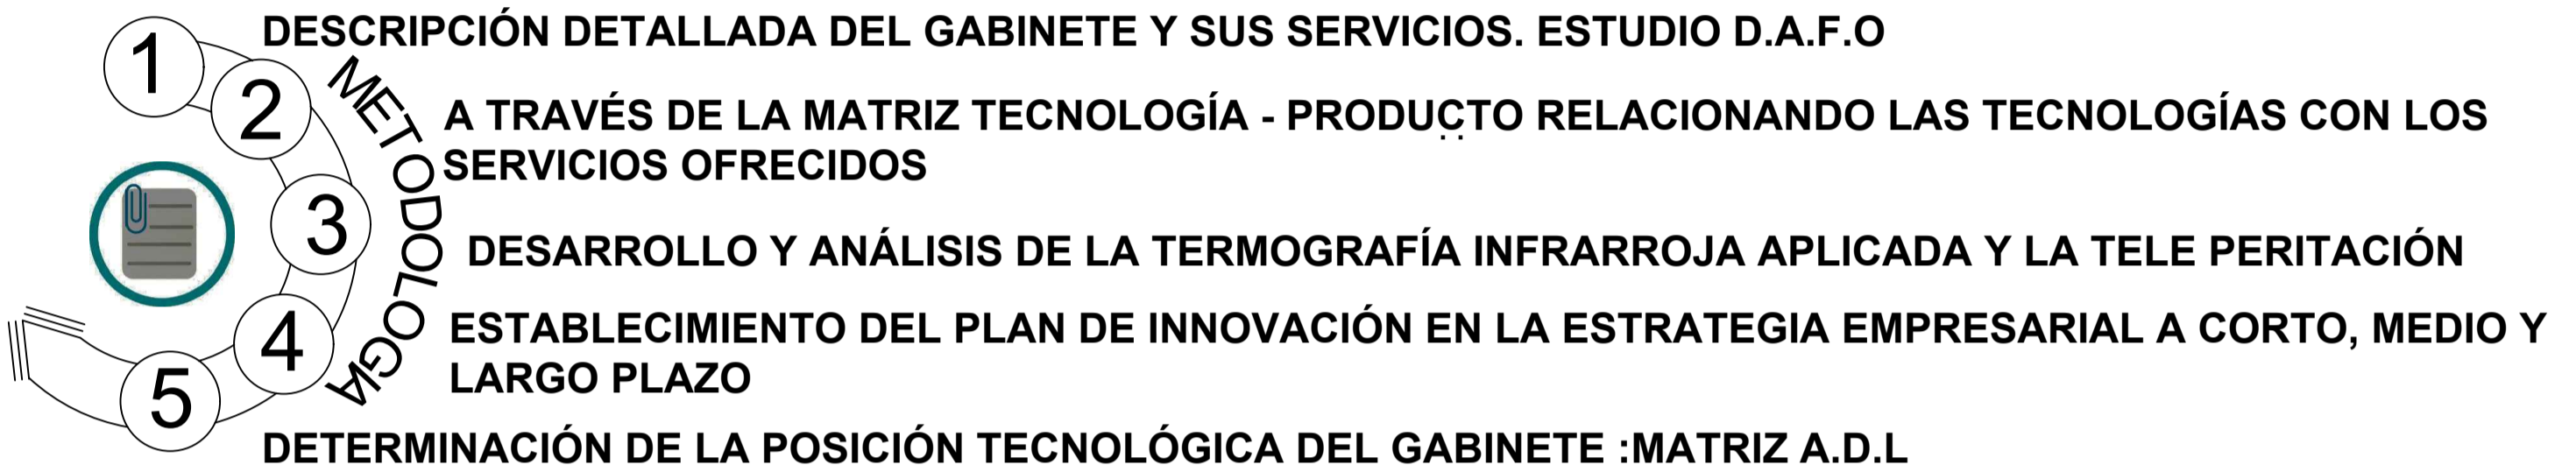 1
DESCRIPCIÓN DETALLADA DEL GABINETE Y SUS SERVICIOS. ESTUDIO D.A.F.O
2
A TRAVÉS DE LA MATRIZ TECNOLOGÍA - PRODUCTO RELACIONANDO LAS TECNOLOGÍAS CON LOS
SERVICIOS OFRECIDOS
METODOLOGIA
3
DESARROLLO Y ANÁLISIS DE LA TERMOGRAFÍA INFRARROJA APLICADA Y LA TELE PERITACIÓN
4
ESTABLECIMIENTO DEL PLAN DE INNOVACIÓN EN LA ESTRATEGIA EMPRESARIAL A CORTO, MEDIO Y
LARGO PLAZO
5
DETERMINACIÓN DE LA POSICIÓN TECNOLÓGICA DEL GABINETE :MATRIZ A.D.L